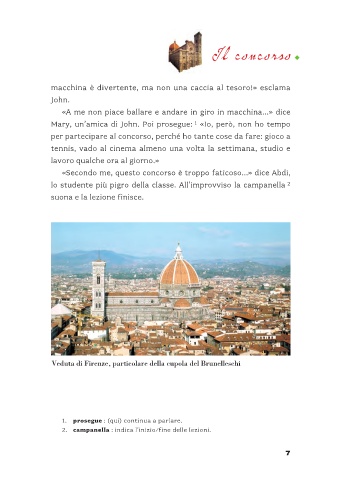 Il concorso
macchina è divertente, ma non una caccia al tesoro!» esclama
John.
«A me non piace ballare e andare in giro in macchina...» dice
Mary, un'amica di John. Poi prosegue: 1 «Io, però, non ho tempo
per partecipare al concorso, perché ho tante cose da fare: gioco a
tennis, vado al cinema almeno una volta la settimana, studio e
lavoro qualche ora al giorno.»
«Secondo me, questo concorso è troppo faticoso...» dice Abdi,
lo studente più pigro della classe. All'improvviso la campanella 2
suona e la lezione finisce.
Veduta di Firenze, particolare della cupola del Brunelleschi
1. prosegue : (qui) continua a parlare.
2. campanella : indica l'inizio/fine delle lezioni.
7